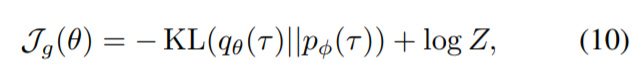 𝒥_g(θ) = − KL(q_θ(τ)||p_ϕ(τ)) + log Z, (10)